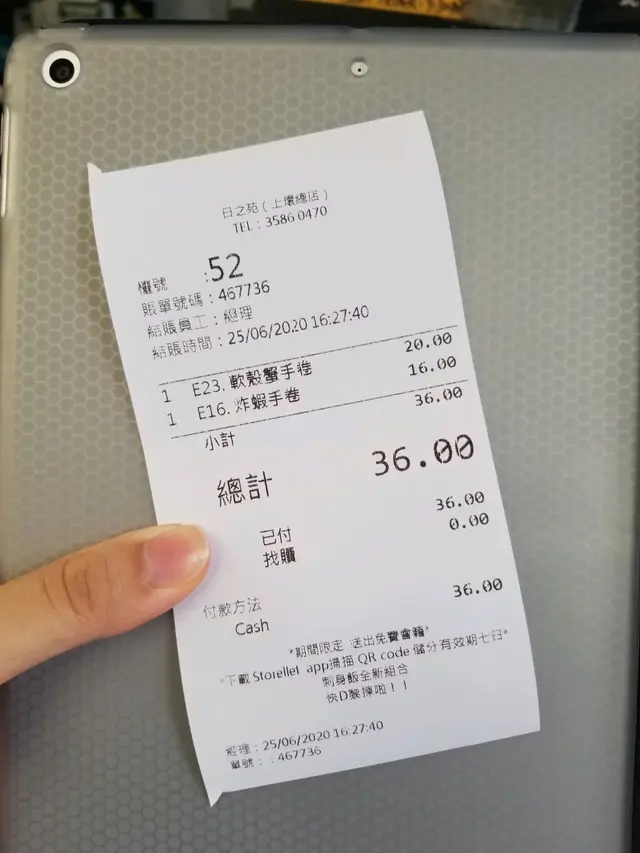 日之苑（上環總店）
TEL：3586 0470
檯號 :52
賬單號碼：467736
結賬員工：經理
結賬時間：25/06/2020 16:27:40
1 E23. 軟殼蟹手卷 20.00
1 E16. 炸蝦手卷 16.00
小計 36.00
總計 36.00
已付 36.00
找贖 0.00
付款方法
Cash 36.00
*期間限定 送出免費會籍*
*下載 Storellet app掃描 QR code 儲分有效期七日*
刺身飯全新組合
快D黎揀啦！！
經理：25/06/2020 16:27:40
單號：：467736